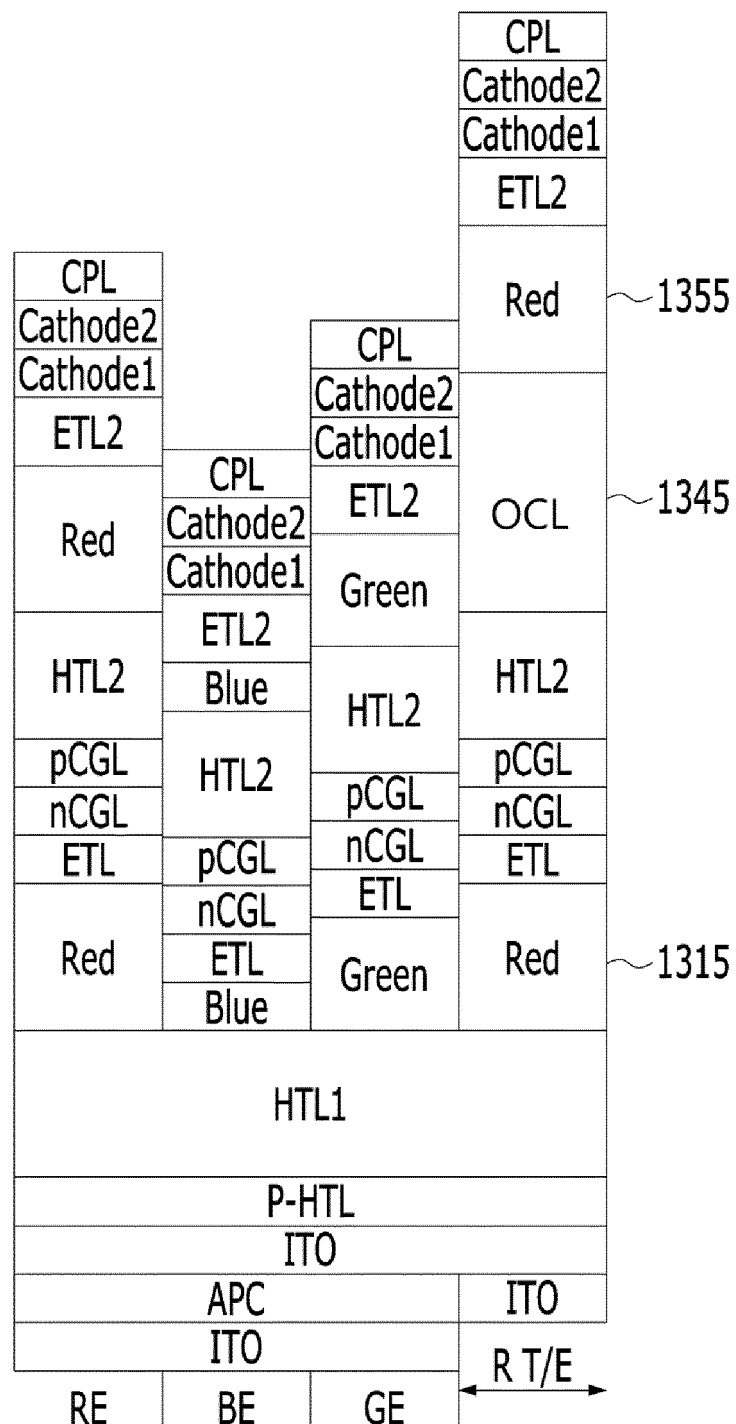 CPL
Cathode2
Cathode1
ETL2
Red
HTL2
pCGL
nCGL
ETL
Red
CPL
Cathode2
Cathode1
ETL2
Blue
HTL2
pCGL
nCGL
ETL
Blue
CPL
Cathode2
Cathode1
ETL2
Green
HTL2
pCGL
nCGL
ETL
Green
CPL
Cathode2
Cathode1
ETL2
Red
1355
OCL
1345
HTL2
pCGL
nCGL
ETL
Red
1315
HTL1
P-HTL
ITO
APC
ITO
ITO
R T/E
RE
BE
GE